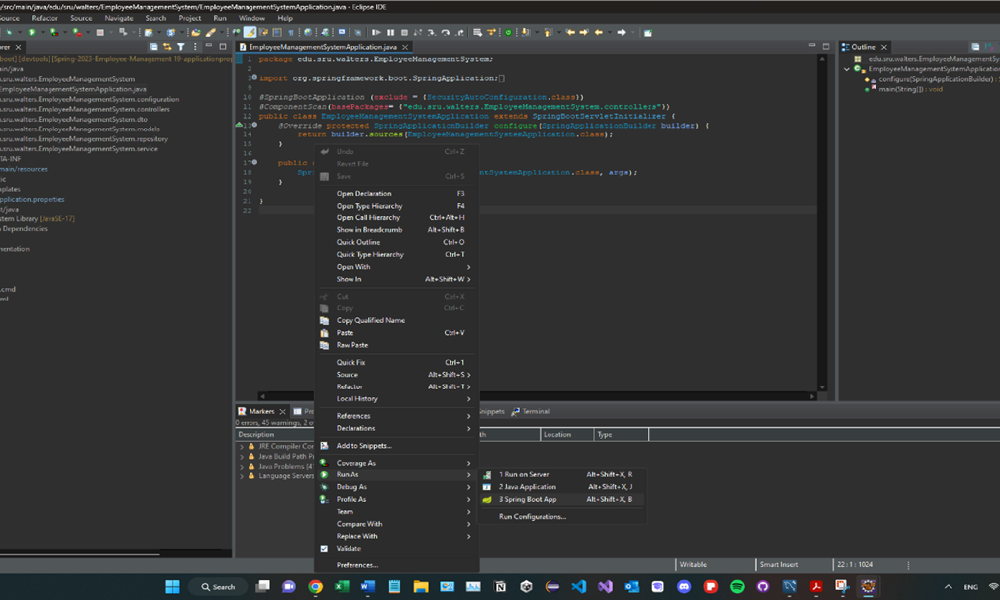 /src/main/java/edu/sru/walters/EmployeeManagementSystem/EmployeeManagementSystemApplication.java - Eclipse IDE
Source Refactor Source Navigate Search Project Run Window Help
EmployeeManagementSystemApplication.java
Outline
boot] [devtools] [Spring-2023-Employee-Management 19-applicationprop
ain/java
u.sru.walters.EmployeeManagementSystem
EmployeeManagementSystemApplication.java
u.sru.walters.EmployeeManagementSystem.configuration
u.sru.walters.EmployeeManagementSystem.controllers
u.sru.walters.EmployeeManagementSystem.dto
u.sru.walters.EmployeeManagementSystem.models
u.sru.walters.EmployeeManagementSystem.repository
u.sru.walters.EmployeeManagementSystem.service
TA-INF
main/resources
tic
mplates
plication.properties
t/java
stem Library [JavaSE-17]
Dependencies
mentation
.cmd
ml
1 package edu.sru.walters.EmployeeManagementSystem;
2
3 import org.springframework.boot.SpringApplication;
9
10 @SpringBootApplication (exclude = {SecurityAutoConfiguration.class})
11 @ComponentScan(basePackages= {"edu.sru.walters.EmployeeManagementSystem.controllers"})
12 public class EmployeeManagementSystemApplication extends SpringBootServletInitializer {
13 @Override protected SpringApplicationBuilder configure(SpringApplicationBuilder builder) {
14 return builder.sources(EmployeeManagementSystemApplication.class);
15 }
16
17 public s
18 Spr entSystemApplication.class, args);
19 }
20
21 }
22
edu.sru.walters.EmployeeManagementSy
EmployeeManagementSystemApplication
configure(SpringApplicationBuilder) :
main(String[]) : void
Undo Ctrl+Z
Revert File
Save Ctrl+S
Open Declaration F3
Open Type Hierarchy F4
Open Call Hierarchy Ctrl+Alt+H
Show in Breadcrumb Alt+Shift+B
Quick Outline Ctrl+O
Quick Type Hierarchy Ctrl+T
Open With
Show In Alt+Shift+W
Cut Ctrl+X
Copy Ctrl+C
Copy Qualified Name
Paste Ctrl+V
Raw Paste
Quick Fix Ctrl+1
Source Alt+Shift+S
Refactor Alt+Shift+T
Local History
References
Declarations
Add to Snippets...
Coverage As
Run As
Debug As
Profile As
Team
Compare With
Replace With
Validate
Preferences...
1 Run on Server Alt+Shift+X, R
2 Java Application Alt+Shift+X, J
3 Spring Boot App Alt+Shift+X, B
Run Configurations...
Markers Pro nippets Terminal
0 errors, 45 warnings, 2 o
Description th Location Type
JRE Compiler Co
Java Build Path P
Java Problems (4
Language Servers
Writable Smart Insert 22 : 1 : 1024
Search
ENG